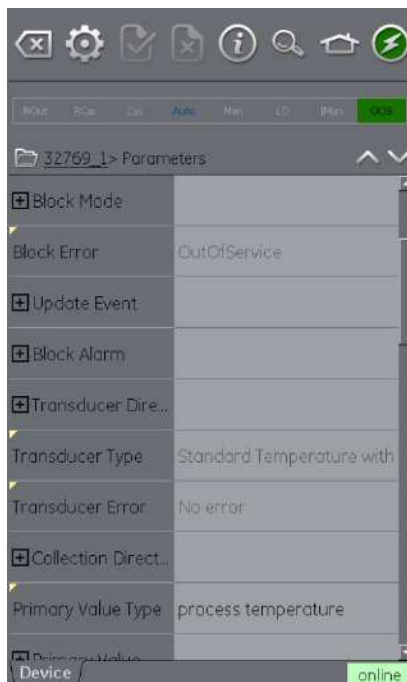 ROut RCas Cas Auto Man LO IMan OOS
32769_1> Parameters
Block Mode
Block Error OutOfService
Update Event
Block Alarm
Transducer Dire...
Transducer Type Standard Temperature with
Transducer Error No error
Collection Direct...
Primary Value Type process temperature
Primary Value
Device online